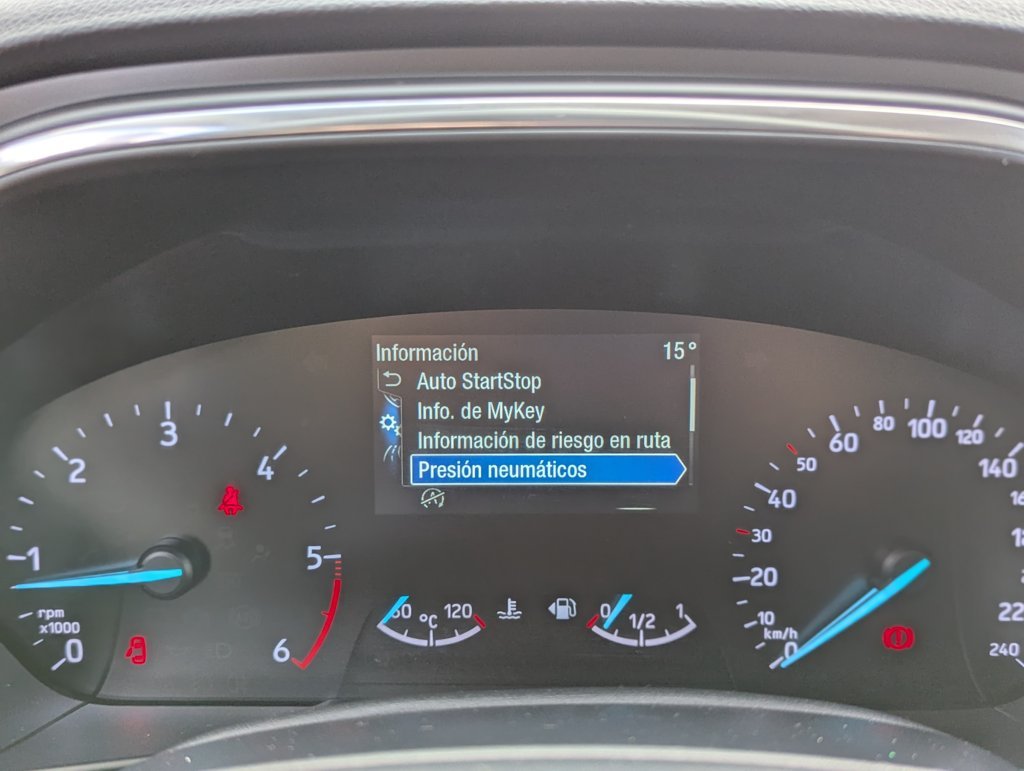 Información 15°
Auto StartStop
Info. de MyKey
Información de riesgo en ruta
Presión neumáticos
0 1 2 3 4 5 6
rpm
x1000
60 °C 120
0 1/2 1
0 10 20 30 40 50 60 80 100 120 140
km/h
240